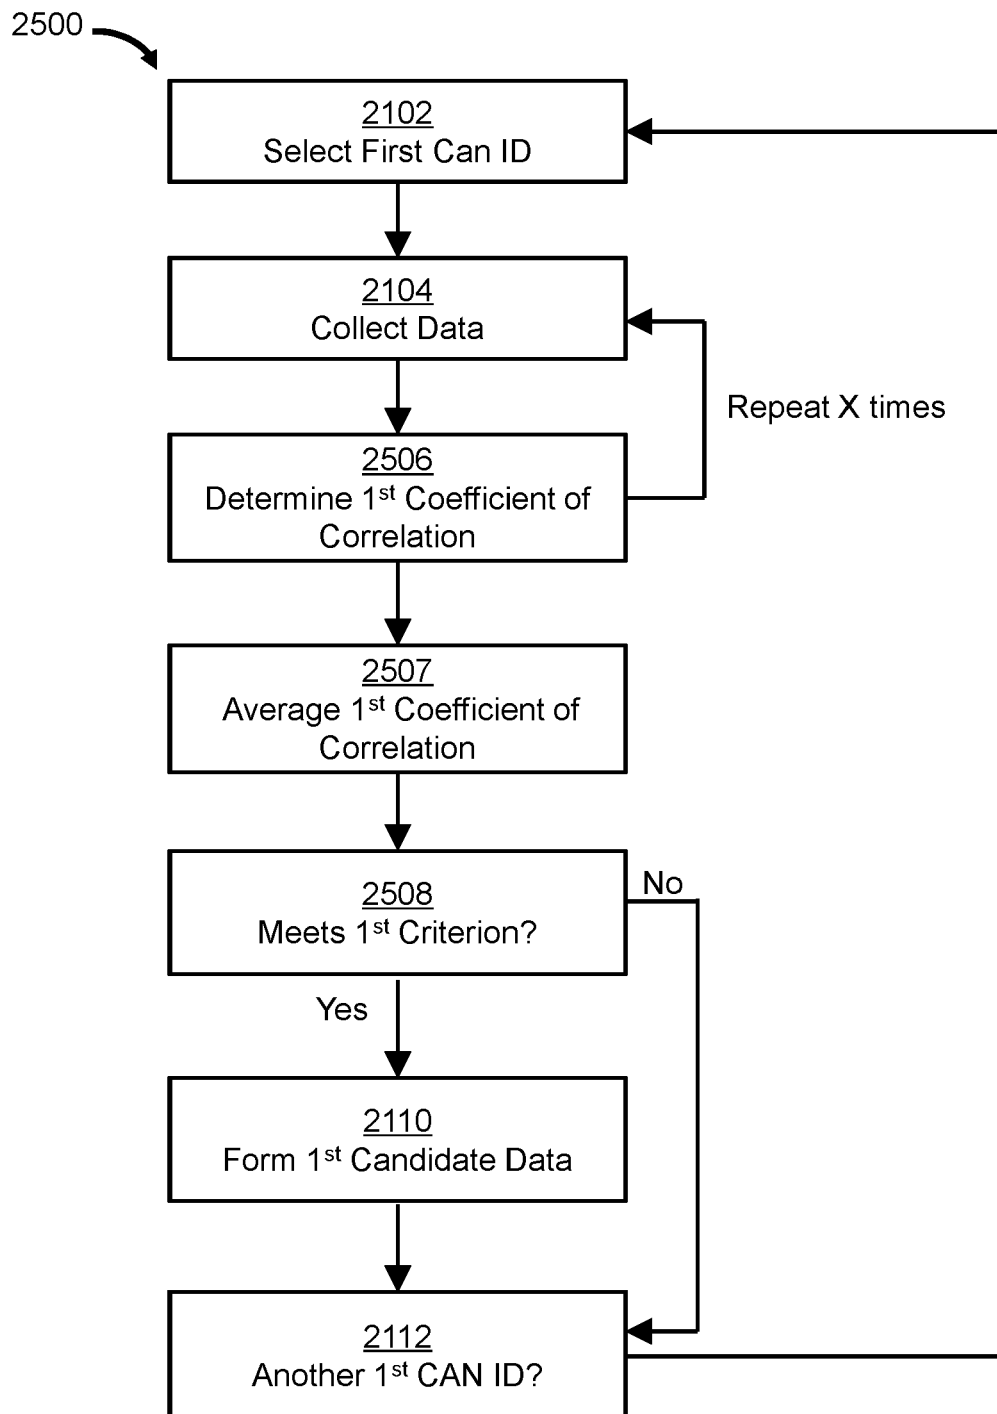 2500
2102
Select First Can ID
2104
Collect Data
Repeat X times
2506
Determine 1st Coefficient of
Correlation
2507
Average 1st Coefficient of
Correlation
2508
Meets 1st Criterion?
No
Yes
2110
Form 1st Candidate Data
2112
Another 1st CAN ID?